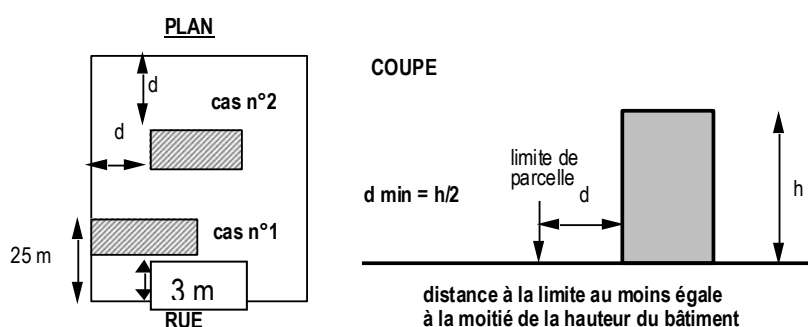 PLAN
d
cas n°2
d
cas n°1
25 m
3 m
RUE
COUPE
limite de
parcelle
d min = h/2
d
h
distance à la limite au moins égale
à la moitié de la hauteur du bâtiment